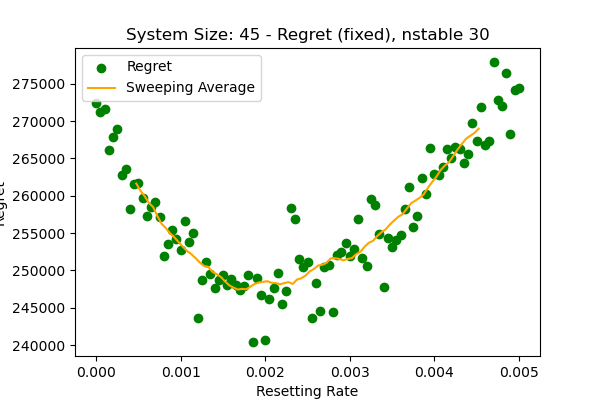 System Size: 45 - Regret (fixed), nstable 30
Regret
Sweeping Average
275000
270000
265000
260000
255000
250000
245000
240000
Regret
0.000 0.001 0.002 0.003 0.004 0.005
Resetting Rate